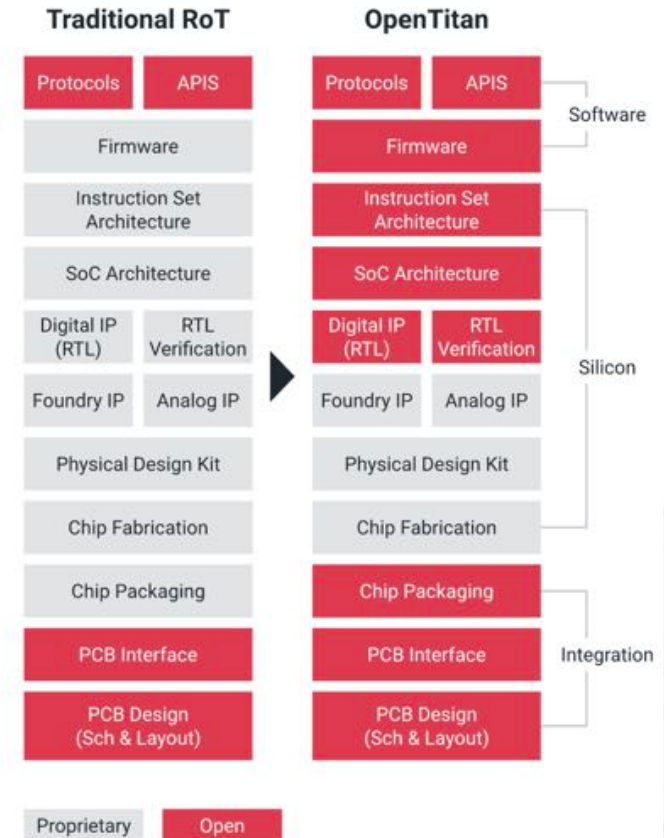 Traditional RoT
Protocols APIS
Firmware
Instruction Set
Architecture
SoC Architecture
Digital IP
(RTL)
RTL
Verification
Foundry IP Analog IP
Physical Design Kit
Chip Fabrication
Chip Packaging
PCB Interface
PCB Design
(Sch & Layout)
OpenTitan
Protocols APIS
Firmware
Instruction Set
Architecture
SoC Architecture
Digital IP
(RTL)
RTL
Verification
Foundry IP Analog IP
Physical Design Kit
Chip Fabrication
Chip Packaging
PCB Interface
PCB Design
(Sch & Layout)
Software
Silicon
Integration
Proprietary Open